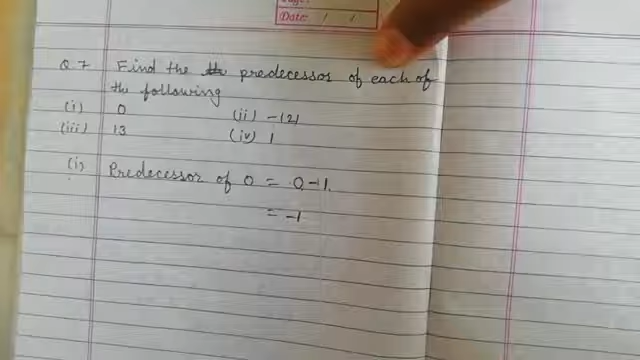 Date: / /
Q.7 Find the predecessor of each of
the following
(i) 0 (ii) -121
(iii) 13 (iv) 1
(i) Predecessor of 0 = 0-1.
= -1